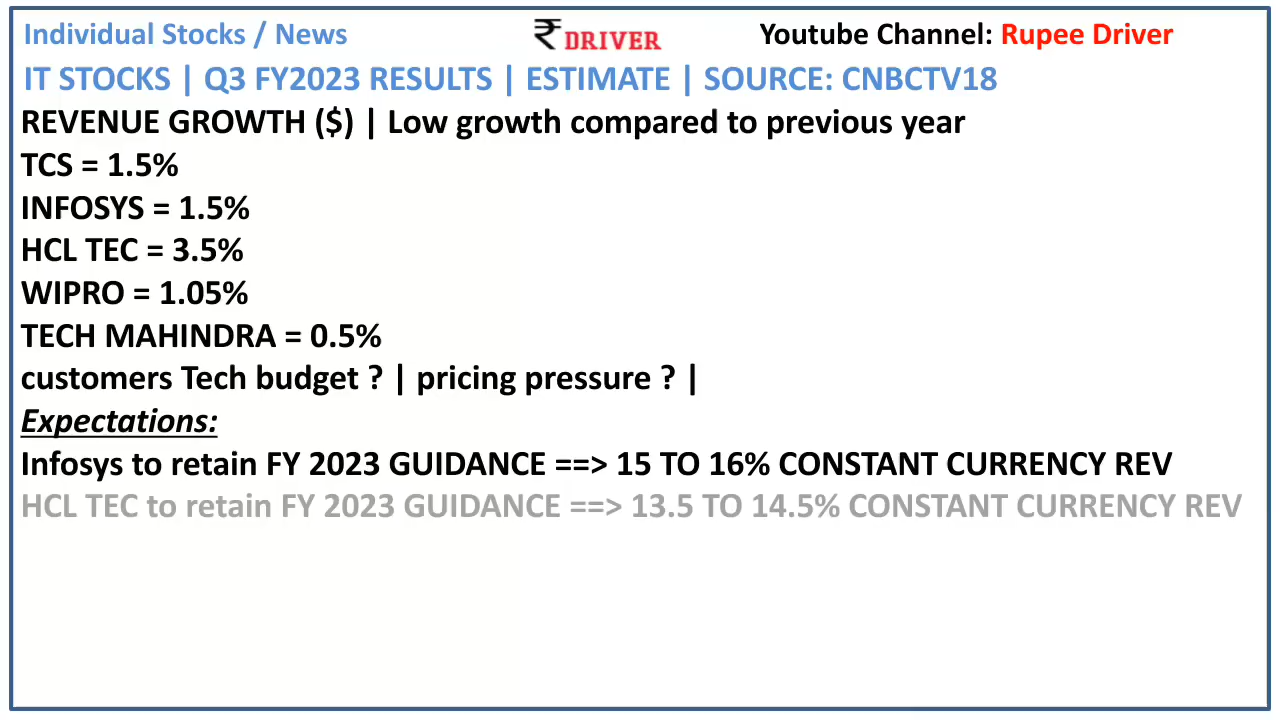 Individual Stocks / News ₹ DRIVER Youtube Channel: Rupee Driver
IT STOCKS | Q3 FY2023 RESULTS | ESTIMATE | SOURCE: CNBCTV18
REVENUE GROWTH ($) | Low growth compared to previous year
TCS = 1.5%
INFOSYS = 1.5%
HCL TEC = 3.5%
WIPRO = 1.05%
TECH MAHINDRA = 0.5%
customers Tech budget ? | pricing pressure ? |
Expectations:
Infosys to retain FY 2023 GUIDANCE ==> 15 TO 16% CONSTANT CURRENCY REV
HCL TEC to retain FY 2023 GUIDANCE ==> 13.5 TO 14.5% CONSTANT CURRENCY REV